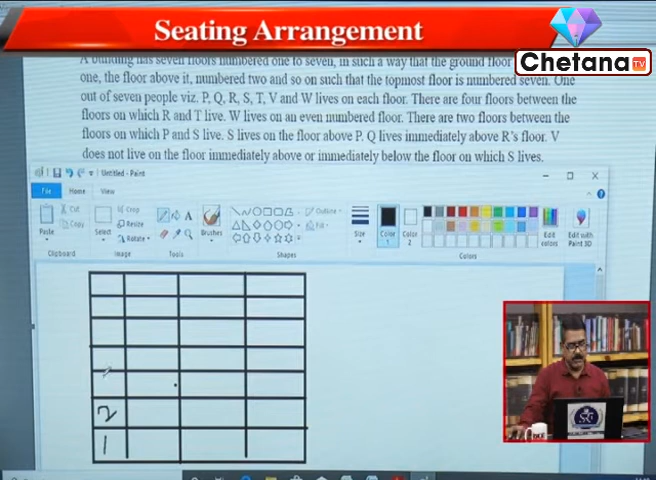 Seating Arrangement
Chetana TV
A building has seven floors numbered one to seven, in such a way that the ground floor
one, the floor above it, numbered two and so on such that the topmost floor is numbered seven. One
out of seven people viz. P, Q, R, S, T, V and W lives on each floor. There are four floors between the
floors on which R and T live. W lives on an even numbered floor. There are two floors between the
floors on which P and S live. S lives on the floor above P. Q lives immediately above R's floor. V
does not live on the floor immediately above or immediately below the floor on which S lives.
Untitled - Paint
File Home View
Paste
Cut
Copy
Clipboard
Select
Crop
Resize
Rotate
Image
Tools
Brushes
Outline
Fill
Shapes
Size
Color
1
Color
2
Colors
Edit
colors
Edit with
Paint 3D
2
1